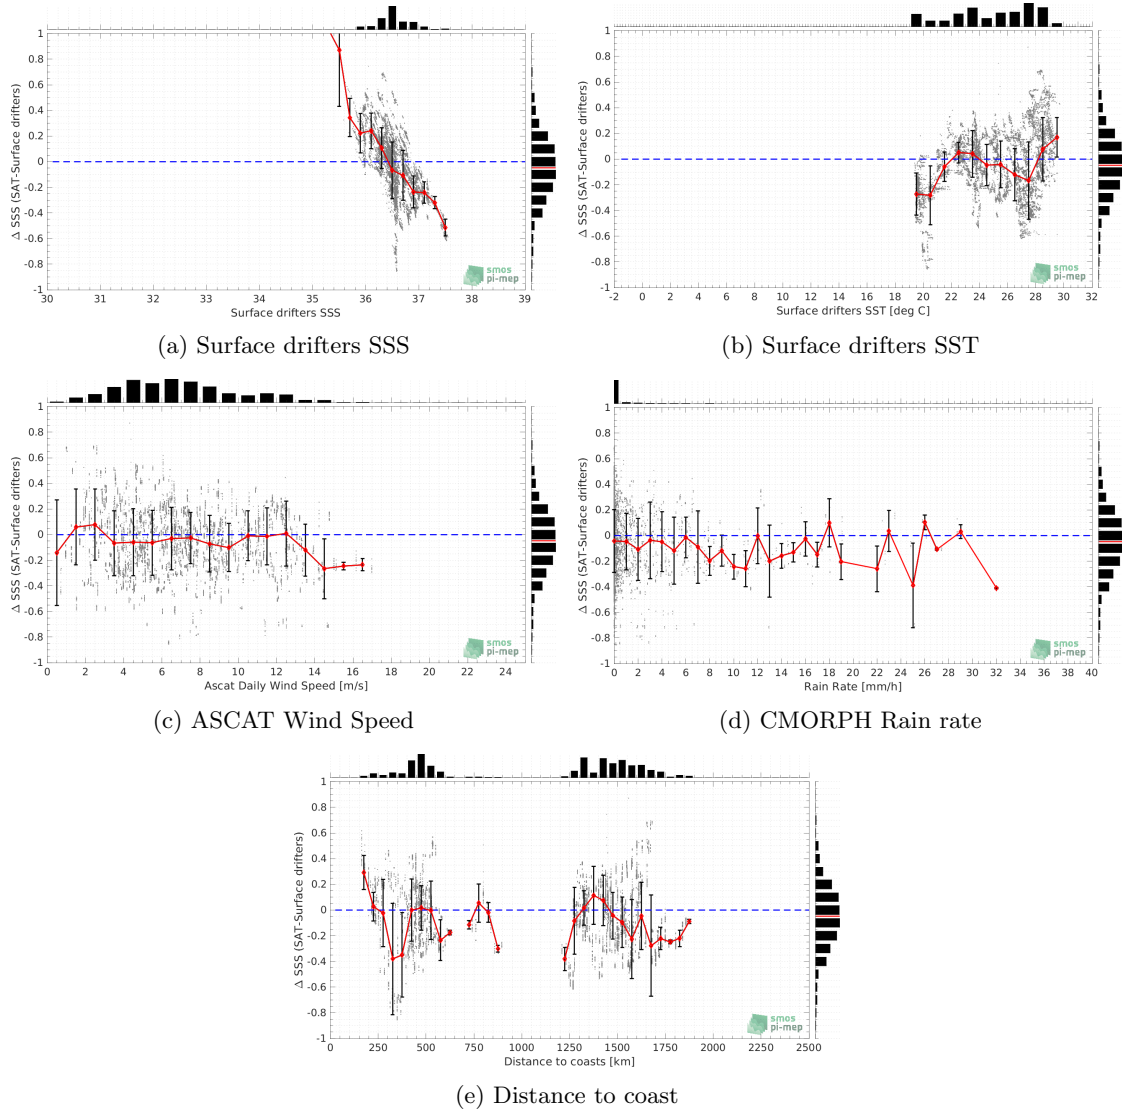 1
0.8
0.6
0.4
0.2
0
-0.2
-0.4
-0.6
-0.8
-1
Δ SSS (SAT-Surface drifters)
30 31 32 33 34 35 36 37 38 39
Surface drifters SSS
smos
pi-mep
(a) Surface drifters SSS
1
0.8
0.6
0.4
0.2
0
-0.2
-0.4
-0.6
-0.8
-1
Δ SSS (SAT-Surface drifters)
-2 0 2 4 6 8 10 12 14 16 18 20 22 24 26 28 30 32
Surface drifters SST [deg C]
smos
pi-mep
(b) Surface drifters SST
1
0.8
0.6
0.4
0.2
0
-0.2
-0.4
-0.6
-0.8
-1
Δ SSS (SAT-Surface drifters)
0 2 4 6 8 10 12 14 16 18 20 22 24
Ascat Daily Wind Speed [m/s]
smos
pi-mep
(c) ASCAT Wind Speed
1
0.8
0.6
0.4
0.2
0
-0.2
-0.4
-0.6
-0.8
-1
Δ SSS (SAT-Surface drifters)
0 2 4 6 8 10 12 14 16 18 20 22 24 26 28 30 32 34 36 38 40
Rain Rate [mm/h]
smos
pi-mep
(d) CMORPH Rain rate
1
0.8
0.6
0.4
0.2
0
-0.2
-0.4
-0.6
-0.8
-1
Δ SSS (SAT-Surface drifters)
0 250 500 750 1000 1250 1500 1750 2000 2250 2500
Distance to coasts [km]
smos
pi-mep
(e) Distance to coast